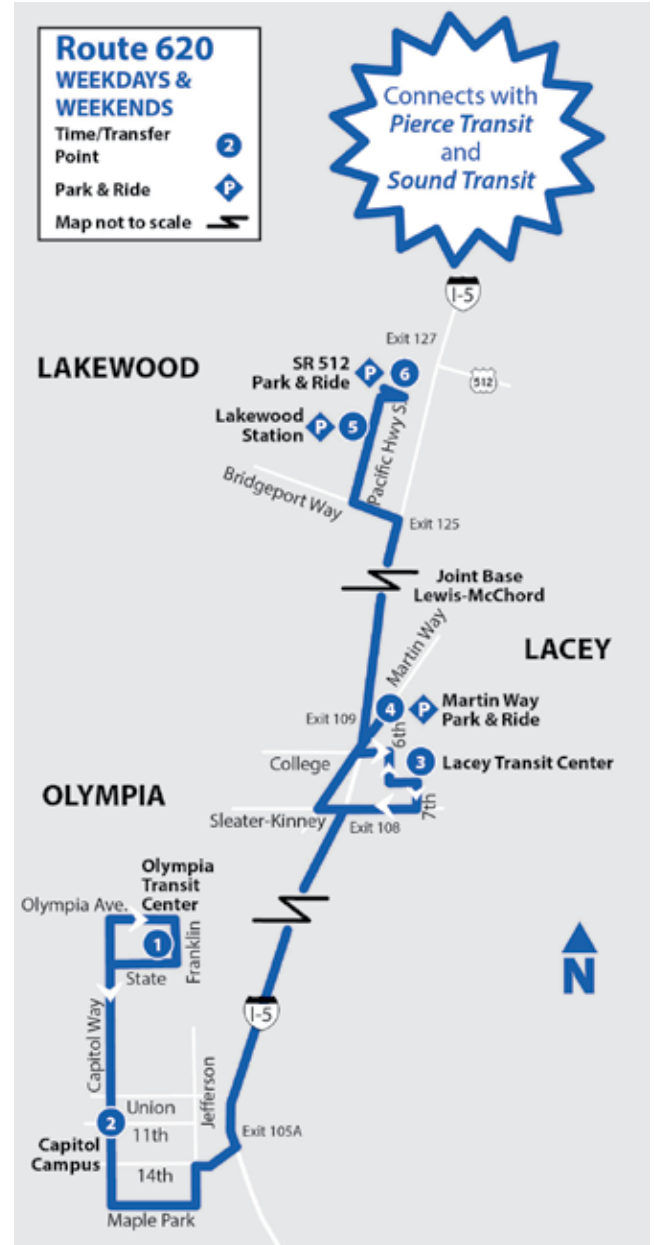 Route 620
WEEKDAYS &
WEEKENDS
Time/Transfer
Point
2
Park & Ride
P
Map not to scale
Connects with
Pierce Transit
and
Sound Transit
I-5
Exit 127
512
LAKEWOOD
SR 512
Park & Ride
P
6
Lakewood
Station
P
5
Pacific Hwy S.
Bridgeport Way
Exit 125
Joint Base
Lewis-McChord
Martin Way
LACEY
4
P
Martin Way
Park & Ride
Exit 109
6th
College
3
Lacey Transit Center
7th
OLYMPIA
Sleater-Kinney
Exit 108
Olympia
Transit
Center
Olympia Ave.
1
Franklin
State
N
Capitol Way
I-5
Jefferson
Union
2
11th
Exit 105A
Capitol
Campus
14th
Maple Park